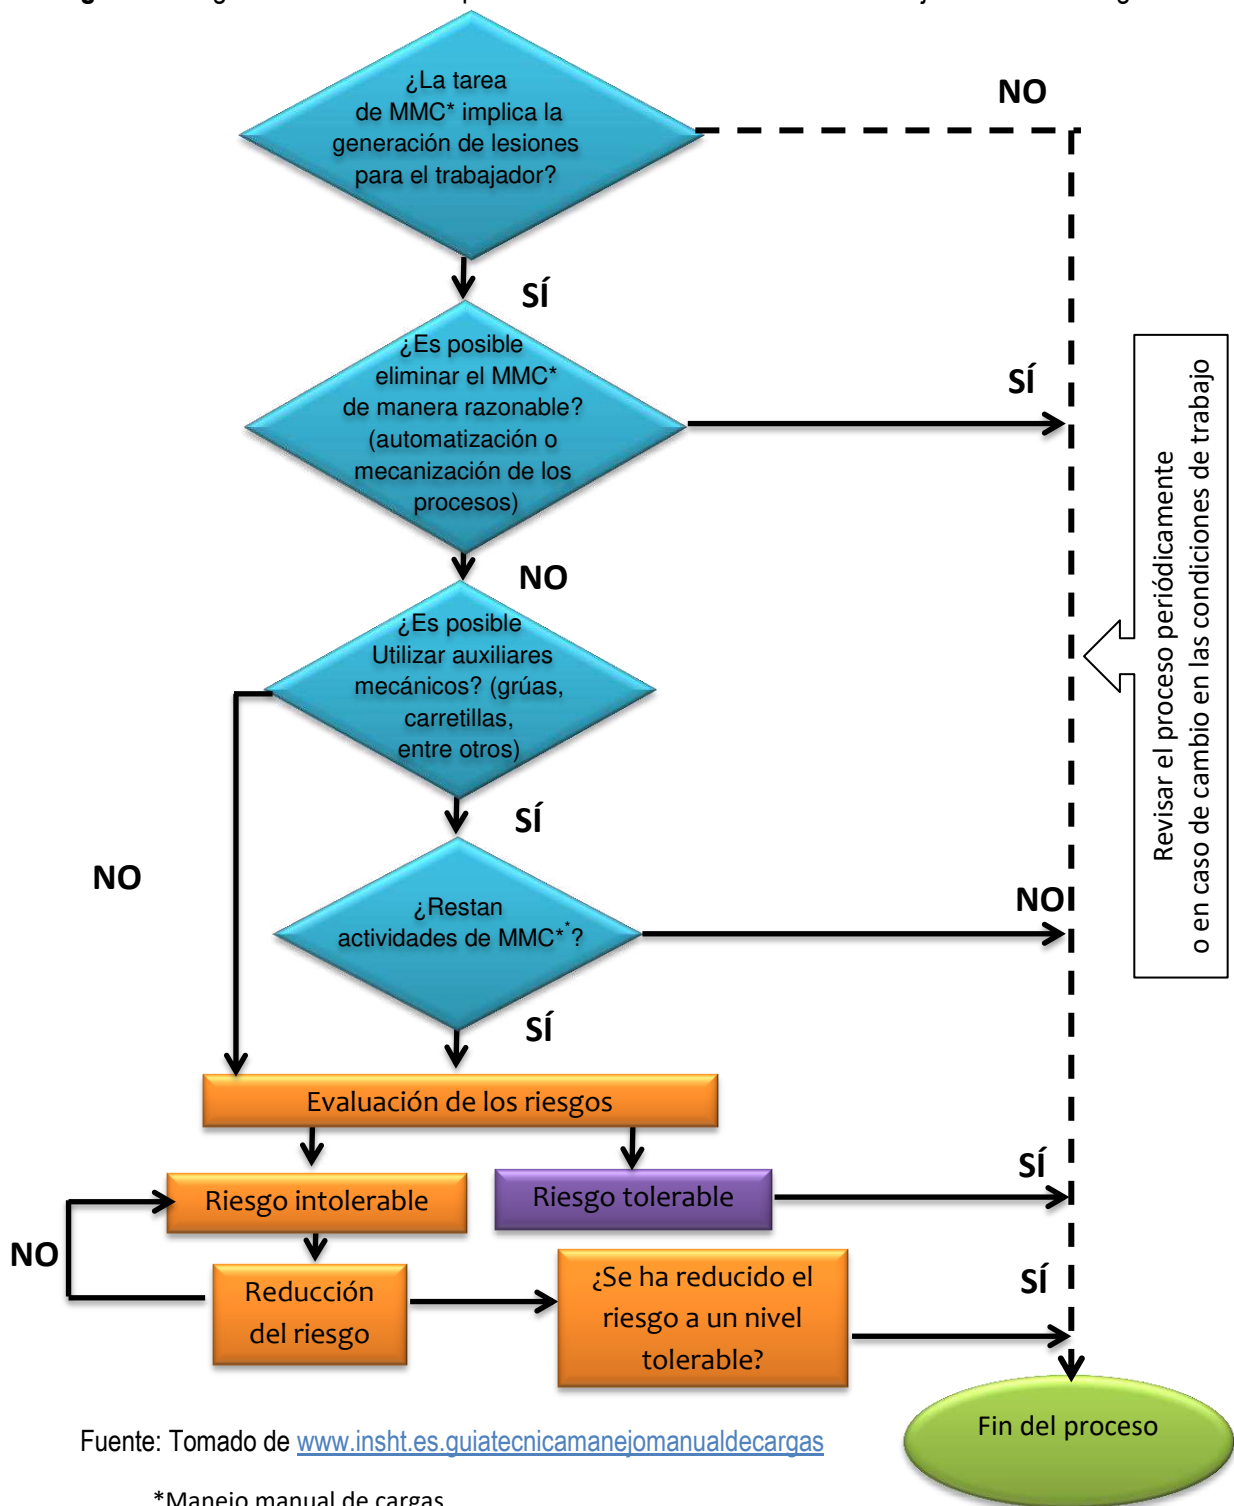 ¿La tarea
de MMC* implica la
generación de lesiones
para el trabajador?
NO
SÍ
¿Es posible
eliminar el MMC*
de manera razonable?
(automatización o
mecanización de los
procesos)
SÍ
NO
¿Es posible
Utilizar auxiliares
mecánicos? (grúas,
carretillas,
entre otros)
SÍ
NO
¿Restan
actividades de MMC**?
NO
SÍ
Revisar el proceso periódicamente
o en caso de cambio en las condiciones de trabajo
Evaluación de los riesgos
Riesgo intolerable
Riesgo tolerable
SÍ
NO
Reducción
del riesgo
¿Se ha reducido el
riesgo a un nivel
tolerable?
SÍ
Fin del proceso
Fuente: Tomado de www.insht.es.guiatecnicamanejomanualdecargas
*Manejo manual de cargas